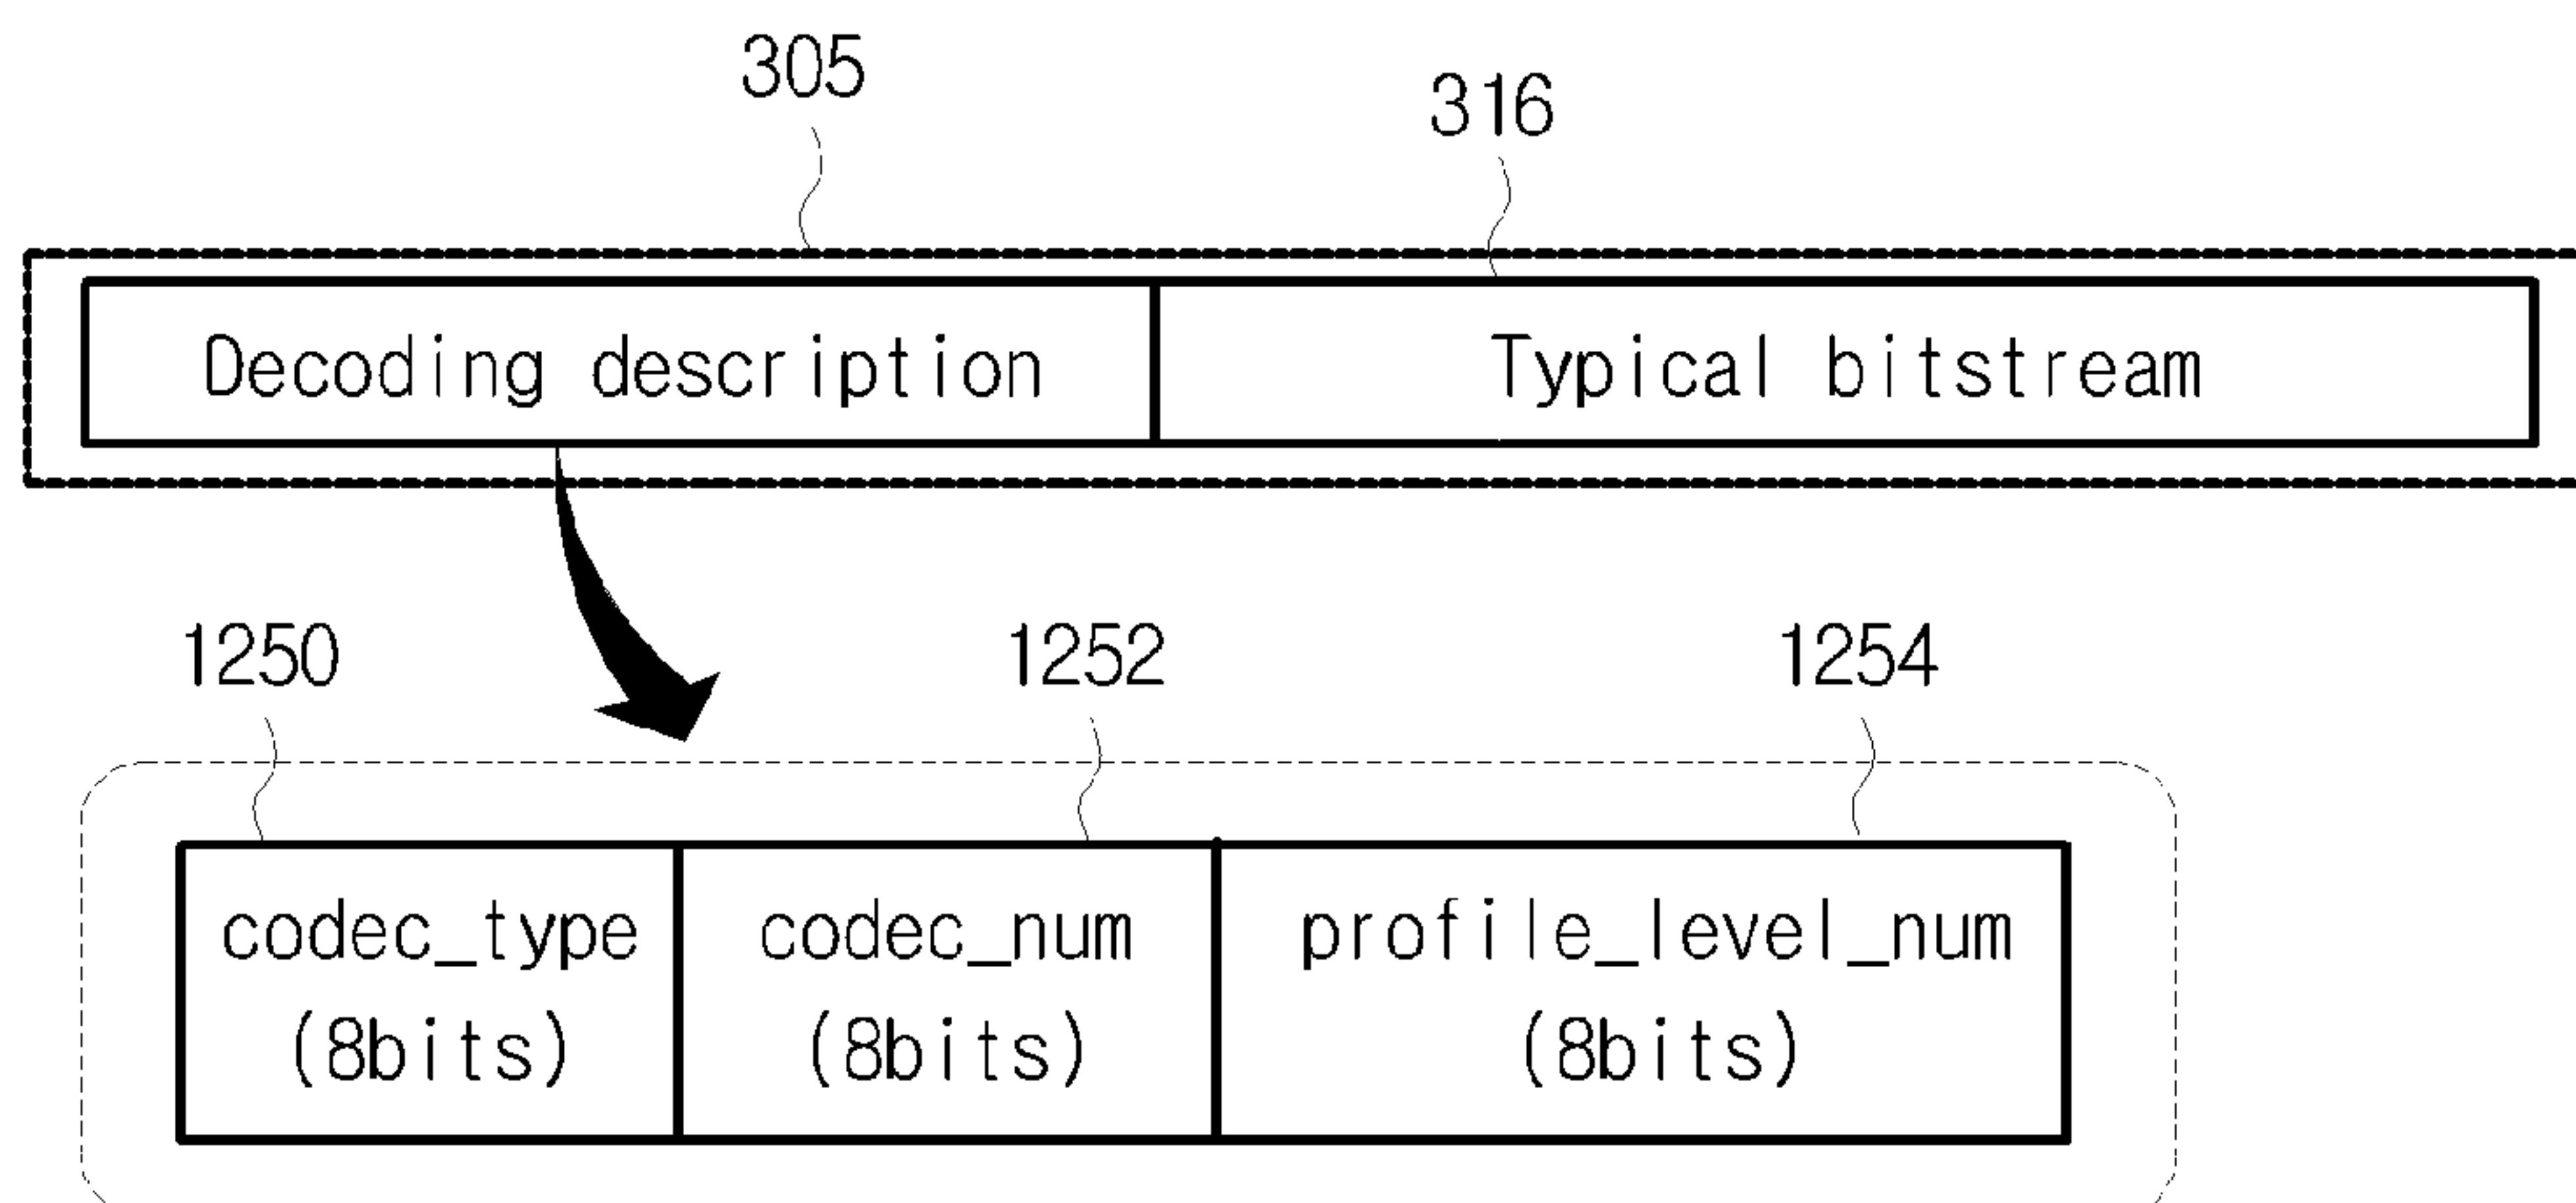 305
316
Decoding description
Typical bitstream
1250
1252
1254
codec_type
(8bits)
codec_num
(8bits)
profile_level_num
(8bits)